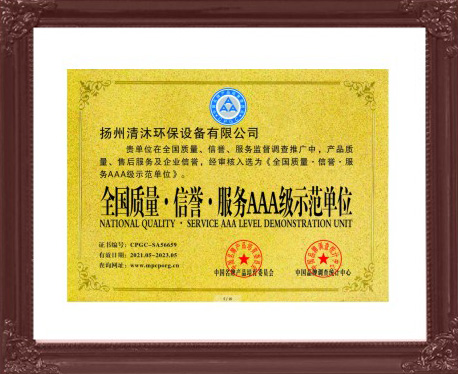 扬州清沐环保设备有限公司
贵单位在全国质量、信誉、服务监督调查推广中，产品质
量、售后服务及企业信誉，经审核入选为《全国质量·信誉·服
务AAA级示范单位》。
全国质量·信誉·服务AAA级示范单位
NATIONAL QUALITY · SERVICE AAA LEVEL DEMONSTRATION UNIT
证书编号：CPGC-SA56659
有效日期：2021.05-2023.05
查询网址：www.mpcporg.cn
中国名牌产品培育委员会
中国品牌调查统计中心